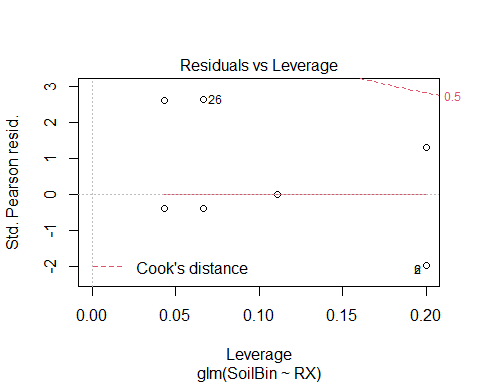 Residuals vs Leverage
Std. Pearson resid.
3
2
1
0
-1
-2
26
0.5
Cook's distance
0.00
0.05
0.10
0.15
0.20
Leverage
glm(SoilBin ~ RX)